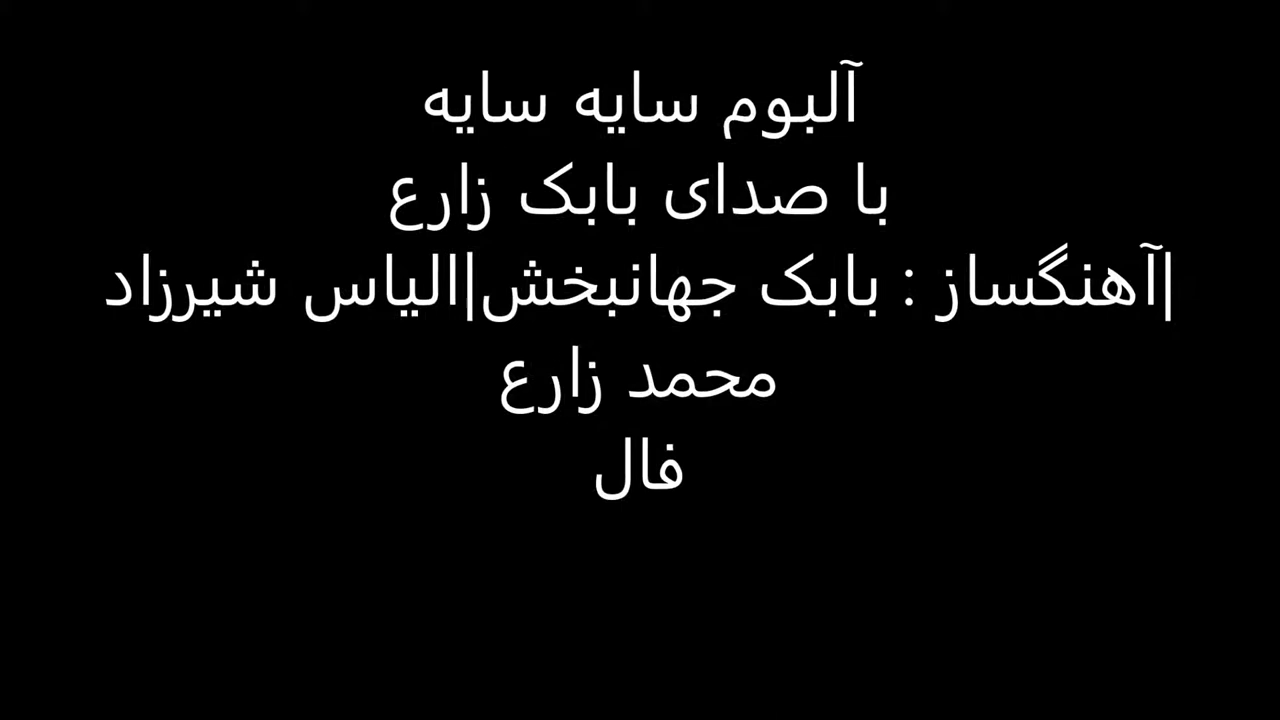 آلبوم سایه سایه
با صدای بابک زارع
|آهنگساز : بابک جهانبخش|الیاس شیرزاد
محمد زارع
فال